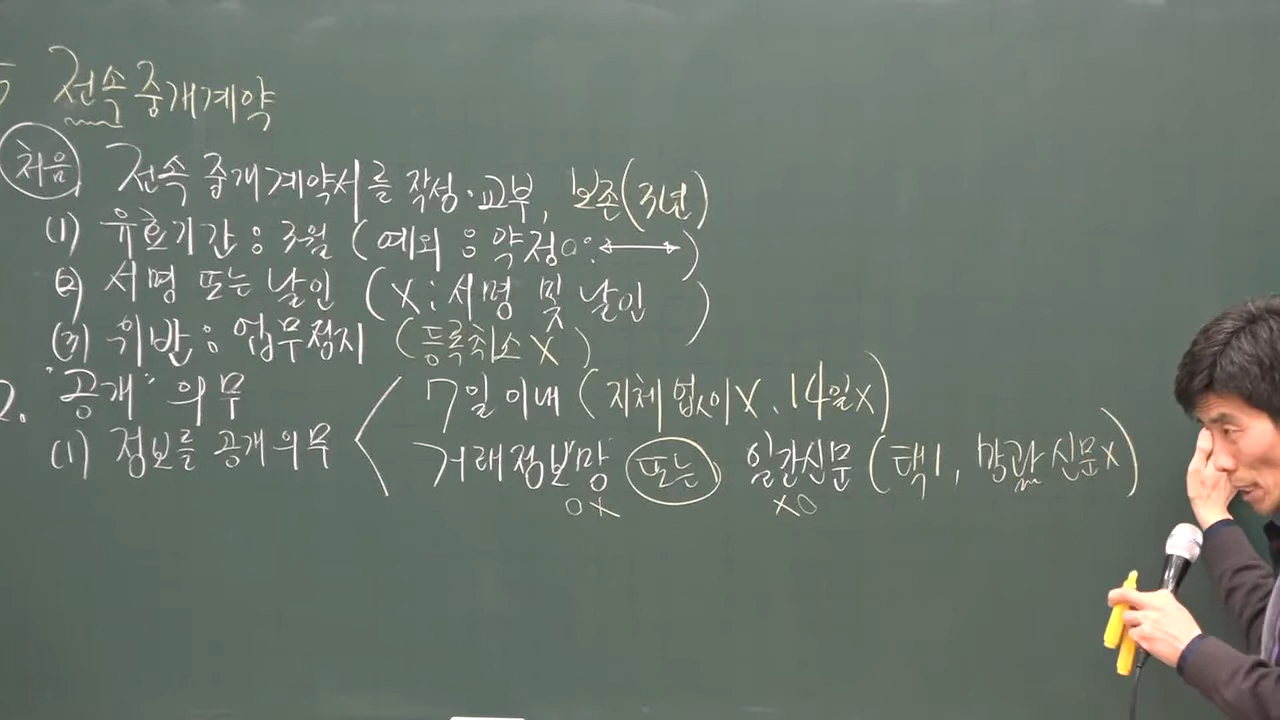 5 전속중개계약
처음 전속 중개계약서를 작성·교부, 보존(3년)
(1) 유효기간 : 3월 (예외 : 약정o: ↔)
(2) 서명 또는 날인 (X : 서명 및 날인)
(3) 위반 : 업무정지 (등록취소 X)
2. "공개" 의무 7일 이내 (지체 없이 X, 14일X)
(1) 정보를 공개의무 < 거래정보망 또는 일간신문 (택1, 망과 신문X)
o x x o